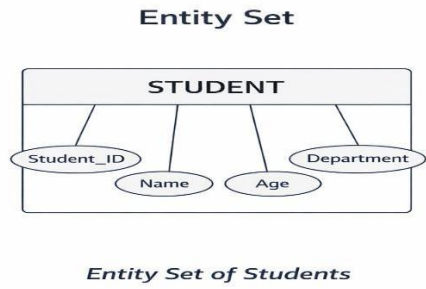 Entity Set
STUDENT
Student_ID
Name
Age
Department
Entity Set of Students